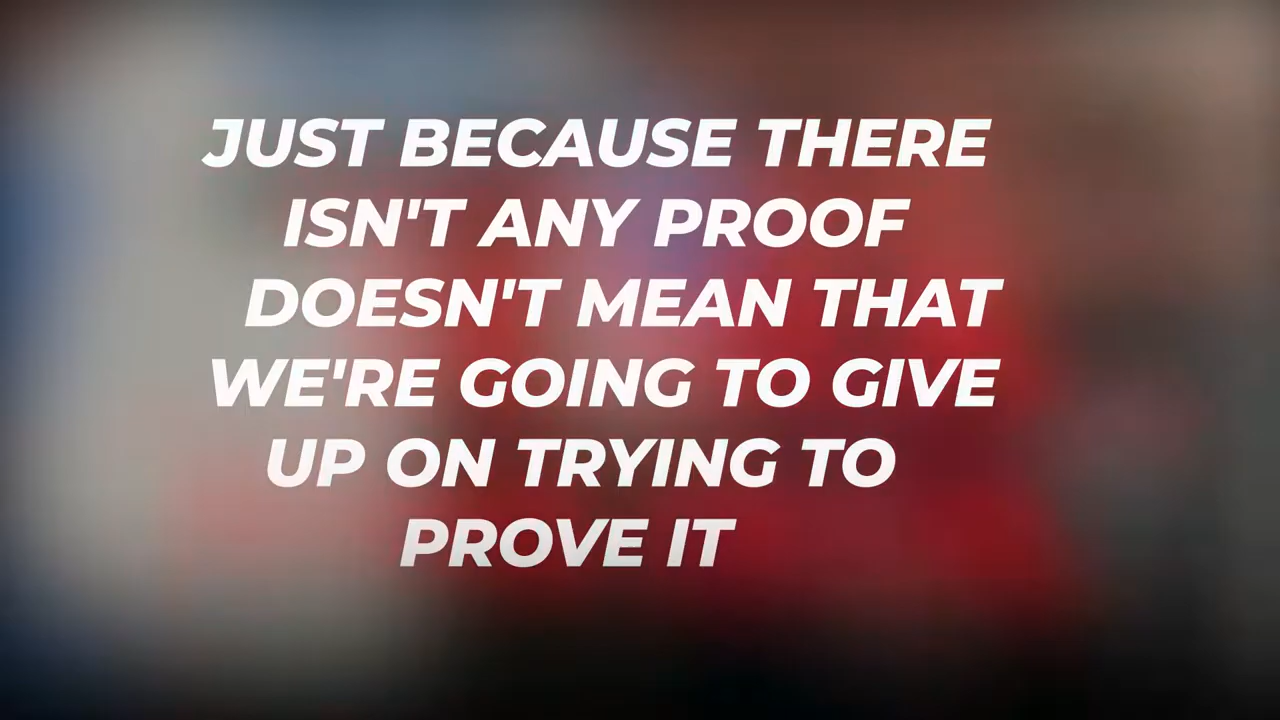 JUST BECAUSE THERE
ISN'T ANY PROOF
DOESN'T MEAN THAT
WE'RE GOING TO GIVE
UP ON TRYING TO
PROVE IT